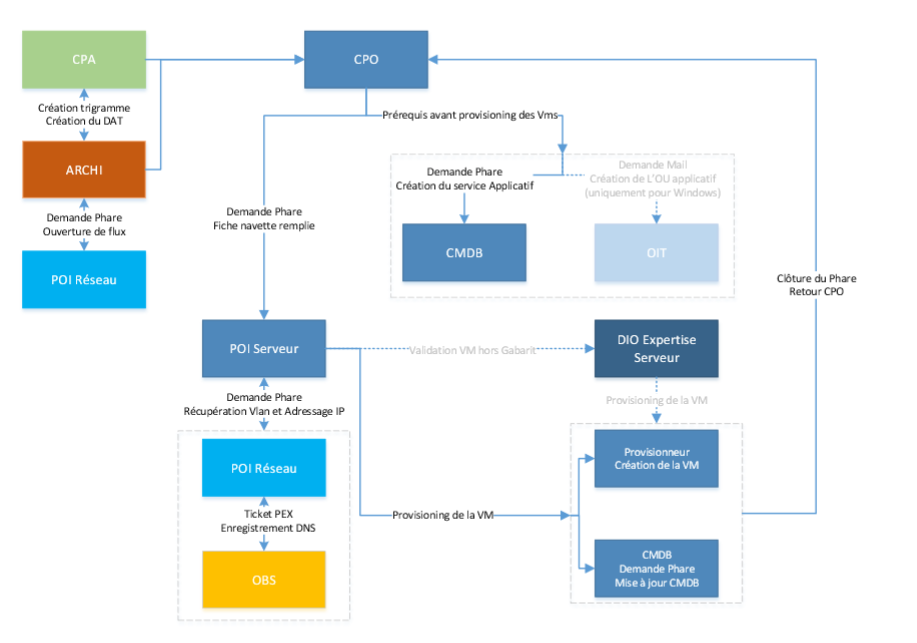 CPA
CPO
Création trigramme
Création du DAT
Prérequis avant provisioning des Vms
ARCHI
Demande Phare
Création du service Applicatif
Demande Mail
Création de L'OU applicatif
(uniquement pour Windows)
Demande Phare
Ouverture de flux
Demande Phare
Fiche navette remplie
CMDB
OIT
POI Réseau
Clôture du Phare
Retour CPO
POI Serveur
Validation VM hors Gabarit
DIO Expertise
Serveur
Demande Phare
Récupération Vlan et Adressage IP
Provisioning de la VM
POI Réseau
Provisionneur
Création de la VM
Ticket PEX
Enregistrement DNS
Provisioning de la VM
OBS
CMDB
Demande Phare
Mise à jour CMDB